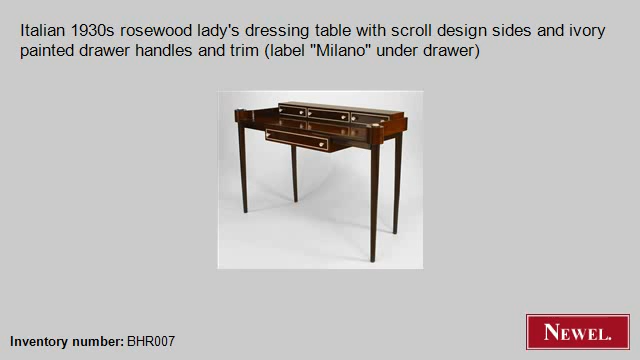 Italian 1930s rosewood lady's dressing table with scroll design sides and ivory
painted drawer handles and trim (label "Milano" under drawer)
Inventory number: BHR007
NEWEL.